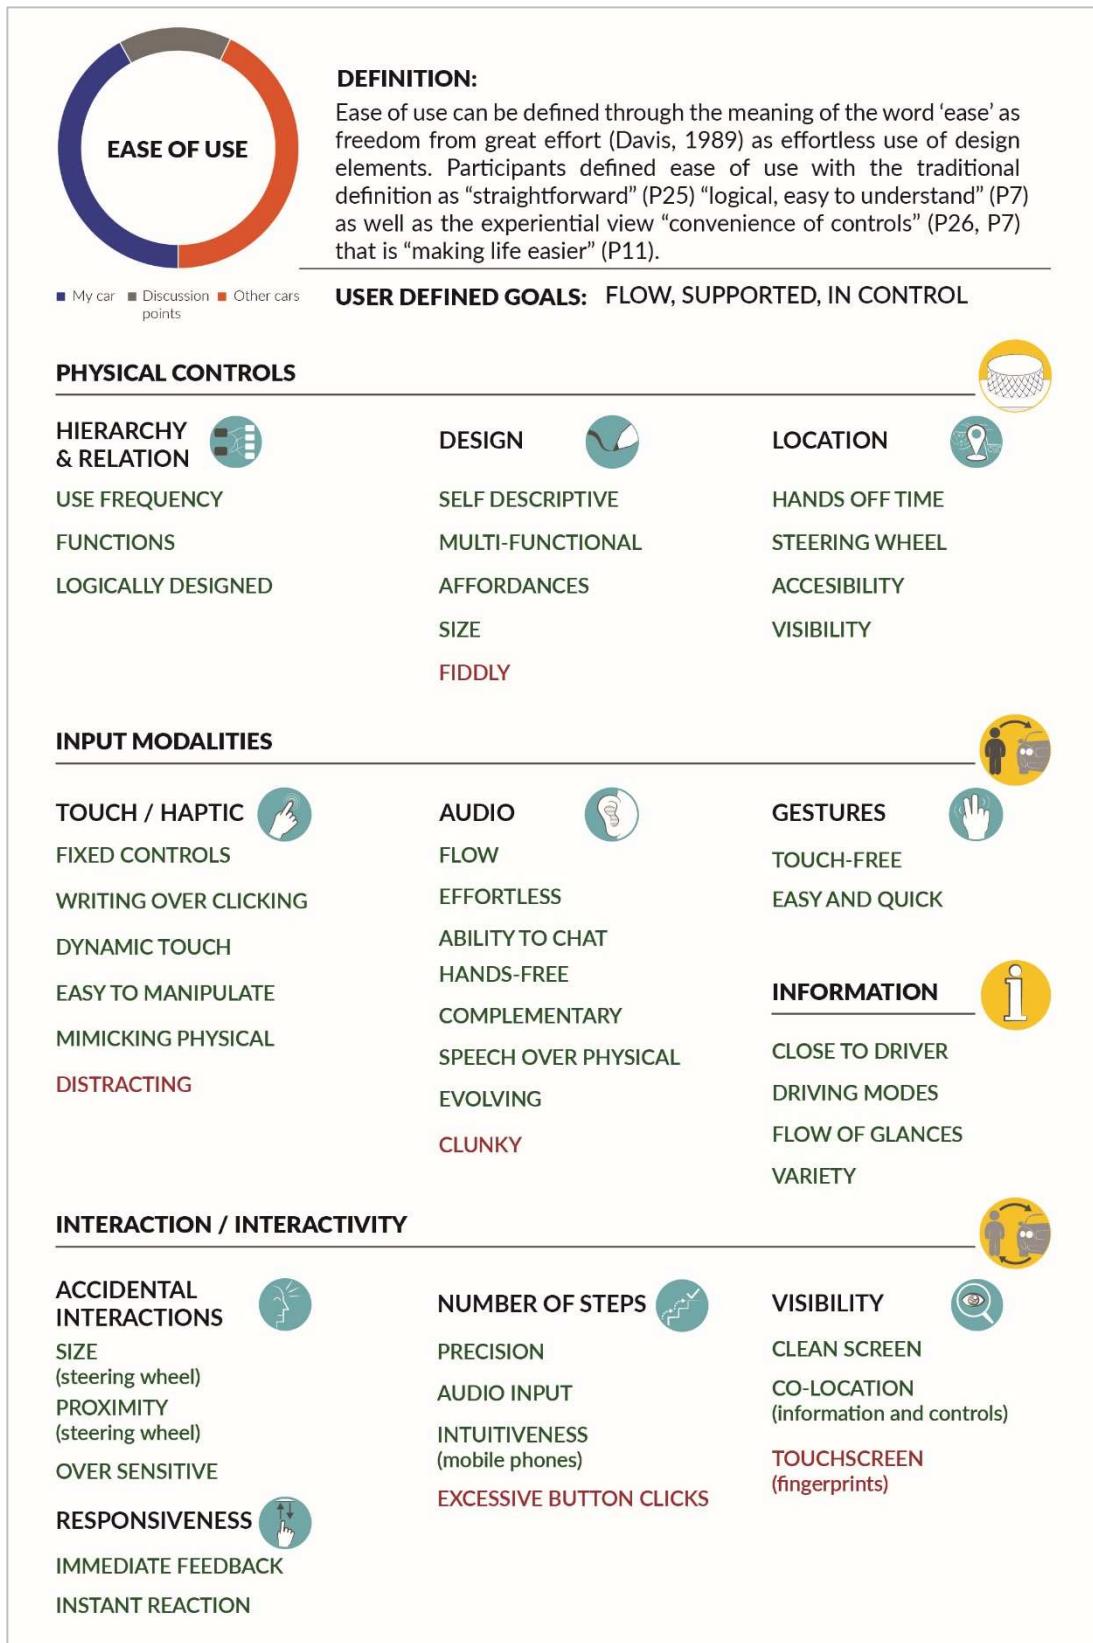 EASE OF USE
My car
Discussion
points
Other cars
DEFINITION:
Ease of use can be defined through the meaning of the word ‘ease’ as
freedom from great effort (Davis, 1989) as effortless use of design
elements. Participants defined ease of use with the traditional
definition as “straightforward” (P25) “logical, easy to understand” (P7)
as well as the experiential view “convenience of controls” (P26, P7)
that is “making life easier” (P11).
USER DEFINED GOALS: FLOW, SUPPORTED, IN CONTROL
PHYSICAL CONTROLS
HIERARCHY
& RELATION
USE FREQUENCY
FUNCTIONS
LOGICALLY DESIGNED
DESIGN
SELF DESCRIPTIVE
MULTI-FUNCTIONAL
AFFORDANCES
SIZE
FIDDLY
LOCATION
HANDS OFF TIME
STEERING WHEEL
ACCESIBILITY
VISIBILITY
INPUT MODALITIES
TOUCH / HAPTIC
FIXED CONTROLS
WRITING OVER CLICKING
DYNAMIC TOUCH
EASY TO MANIPULATE
MIMICKING PHYSICAL
DISTRACTING
AUDIO
FLOW
EFFORTLESS
ABILITY TO CHAT
HANDS-FREE
COMPLEMENTARY
SPEECH OVER PHYSICAL
EVOLVING
CLUNKY
GESTURES
TOUCH-FREE
EASY AND QUICK
INFORMATION
i
CLOSE TO DRIVER
DRIVING MODES
FLOW OF GLANCES
VARIETY
INTERACTION / INTERACTIVITY
ACCIDENTAL
INTERACTIONS
SIZE
(steering wheel)
PROXIMITY
(steering wheel)
OVER SENSITIVE
RESPONSIVENESS
IMMEDIATE FEEDBACK
INSTANT REACTION
NUMBER OF STEPS
PRECISION
AUDIO INPUT
INTUITIVENESS
(mobile phones)
EXCESSIVE BUTTON CLICKS
VISIBILITY
CLEAN SCREEN
CO-LOCATION
(information and controls)
TOUCHSCREEN
(fingerprints)